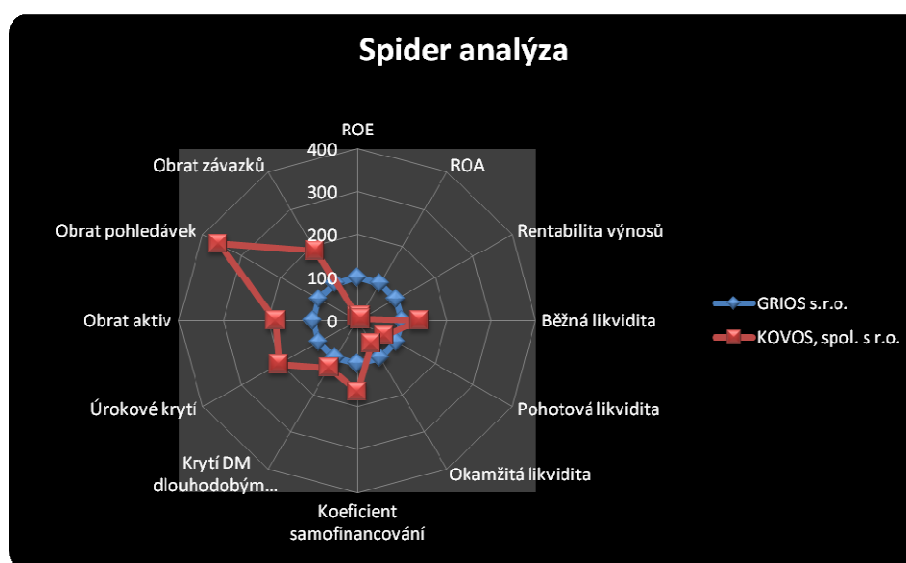 Spider analýza
ROE
ROA
Rentabilita výnosů
Běžná likvidita
Pohotová likvidita
Okamžitá likvidita
Koeficient
samofinancování
Krytí DM
dlouhodobým...
Úrokové krytí
Obrat aktiv
Obrat pohledávek
Obrat závazků
400
300
200
100
0
GRIOS s.r.o.
KOVOS, spol. s r.o.